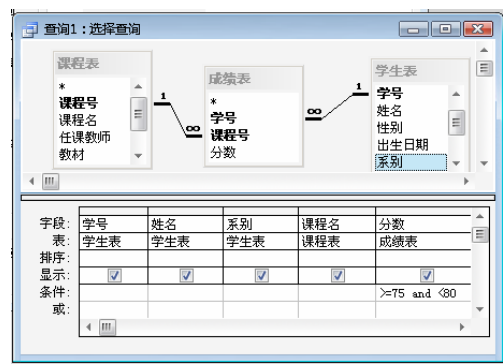 查询1：选择查询
课程表
*
课程号
课程名
任课教师
教材
1
∞
成绩表
*
学号
课程号
分数
∞
1
学生表
学号
姓名
性别
出生日期
系别
字段: 学号 姓名 系别 课程名 分数
表: 学生表 学生表 学生表 课程表 成绩表
排序:
显示:
条件: >=75 and <80
或: